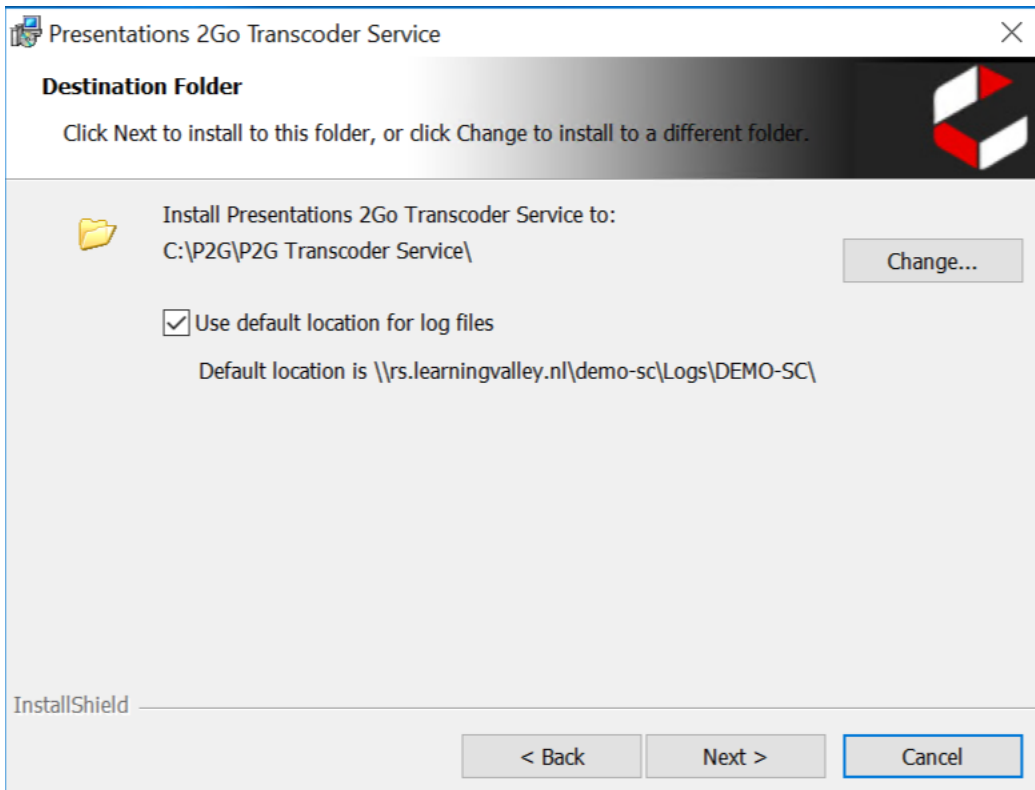 Presentations 2Go Transcoder Service
Destination Folder
Click Next to install to this folder, or click Change to install to a different folder.
Install Presentations 2Go Transcoder Service to:
C:\P2G\P2G Transcoder Service\
Change...
Use default location for log files
Default location is \\rs.learningvalley.nl\demo-sc\Logs\DEMO-SC\
InstallShield
< Back
Next >
Cancel